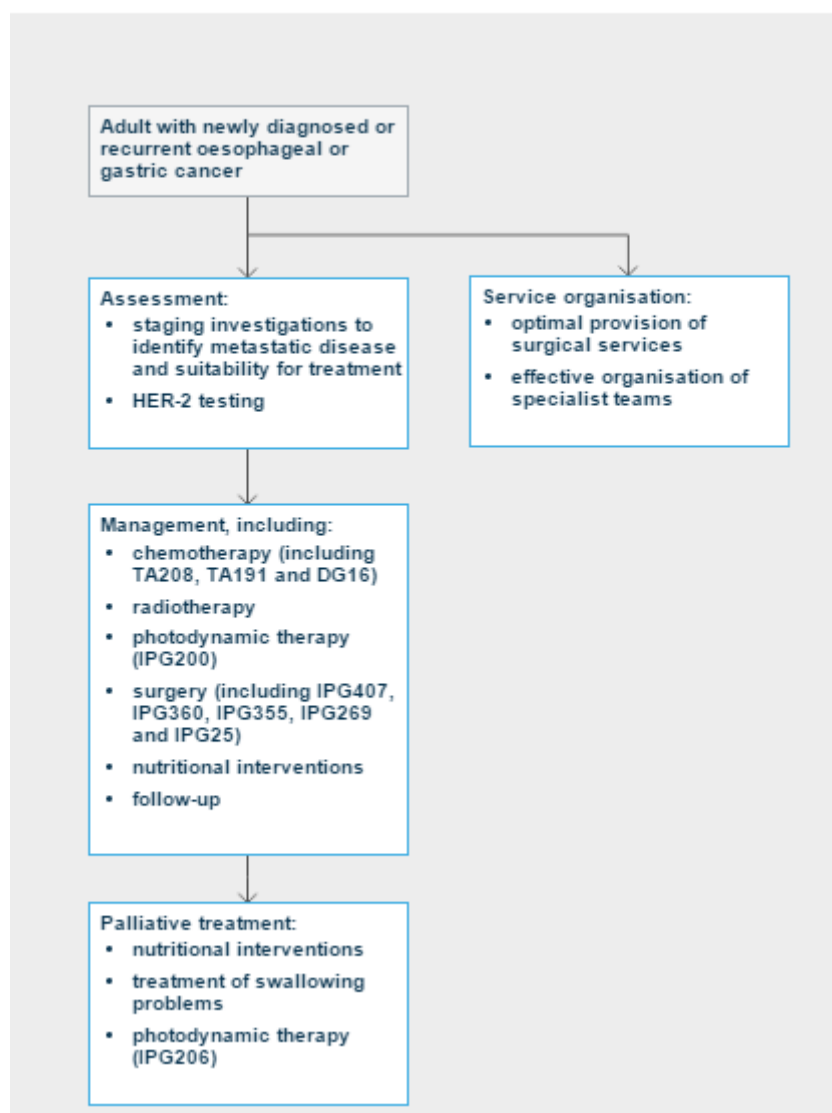 Adult with newly diagnosed or
recurrent oesophageal or
gastric cancer
Assessment:
• staging investigations to
identify metastatic disease
and suitability for treatment
• HER-2 testing
Service organisation:
• optimal provision of
surgical services
• effective organisation of
specialist teams
Management, including:
• chemotherapy (including
TA208, TA191 and DG16)
• radiotherapy
• photodynamic therapy
(IPG200)
• surgery (including IPG407,
IPG360, IPG355, IPG269
and IPG25)
• nutritional interventions
• follow-up
Palliative treatment:
• nutritional interventions
• treatment of swallowing
problems
• photodynamic therapy
(IPG206)